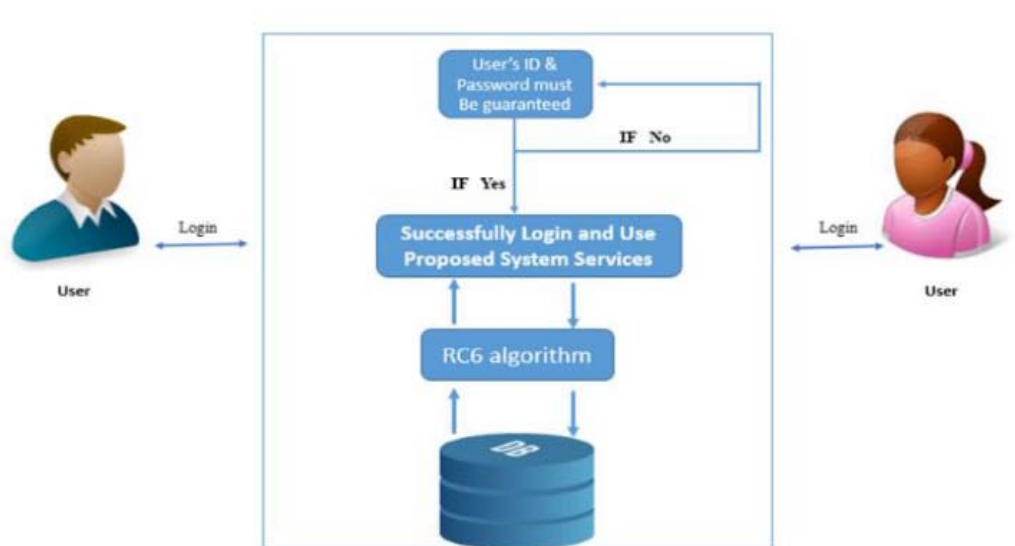 User's ID &
Password must
Be guaranteed
IF No
IF Yes
Login
Successfully Login and Use
Proposed System Services
Login
User
User
RC6 algorithm
DB